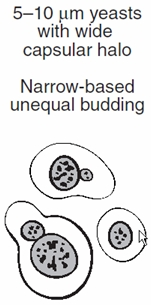 5–10 μm yeasts
with wide
capsular halo
Narrow-based
unequal budding